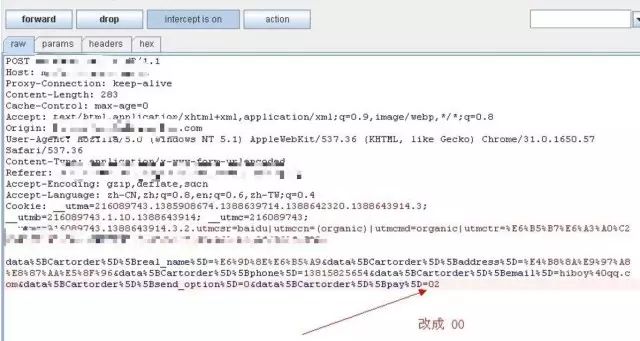 forward drop intercept is on action
raw params headers hex
POST /1.1
Host:
Proxy-Connection: keep-alive
Content-Length: 283
Cache-Control: max-age=0
Accept: text/html,application/xhtml+xml,application/xml;q=0.9,image/webp,*/*;q=0.8
Origin: .com
User-Agent: Mozilla/5.0 (Windows NT 5.1) AppleWebKit/537.36 (KHTML, like Gecko) Chrome/31.0.1650.57
Safari/537.36
Content-Type: application/x-www-form-urlencoded
Referer:
Accept-Encoding: gzip,deflate,sdch
Accept-Language: zh-CN,zh;q=0.8,en;q=0.6,zh-TW;q=0.4
Cookie: __utma=216089743.1385908674.1388639714.1388642320.1388643914.3;
__utmb=216089743.1.10.1388643914; __utmc=216089743;
=216089743.1388643914.3.2.utmcsr=baidu|utmccn=(organic)|utmcmd=organic|utmctr=%E6%B5%B7%E6%A3%A0%C2
data%5BCartorder%5D%5Breal_name%5D=%E6%9D%8E%E6%B5%A9&data%5BCartorder%5D%5Baddress%5D=%E4%B8%8A%E9%97%A8
%E8%87%AA%E5%8F%96&data%5BCartorder%5D%5Bphone%5D=13815825654&data%5BCartorder%5D%5Bemail%5D=hiboy%40qq.c
om&data%5BCartorder%5D%5Bsend_option%5D=0&data%5BCartorder%5D%5Bpay%5D=02
改成 00